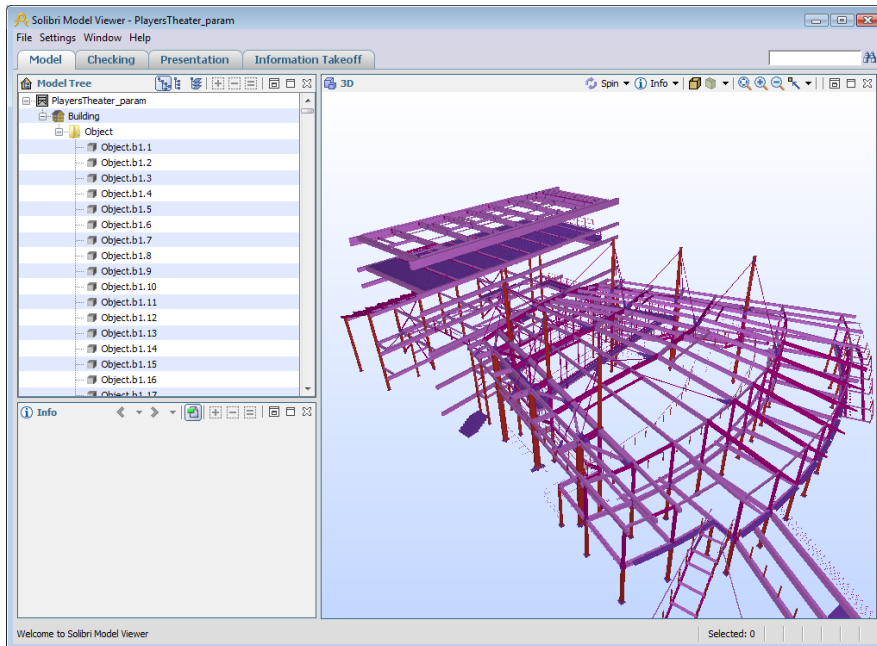 Solibri Model Viewer - PlayersTheater_param
File Settings Window Help
Model Checking Presentation Information Takeoff
Model Tree
PlayersTheater_param
Building
Object
Object.b1.1
Object.b1.2
Object.b1.3
Object.b1.4
Object.b1.5
Object.b1.6
Object.b1.7
Object.b1.8
Object.b1.9
Object.b1.10
Object.b1.11
Object.b1.12
Object.b1.13
Object.b1.14
Object.b1.15
Object.b1.16
Object.b1.17
Info
3D Spin Info
Welcome to Solibri Model Viewer Selected: 0